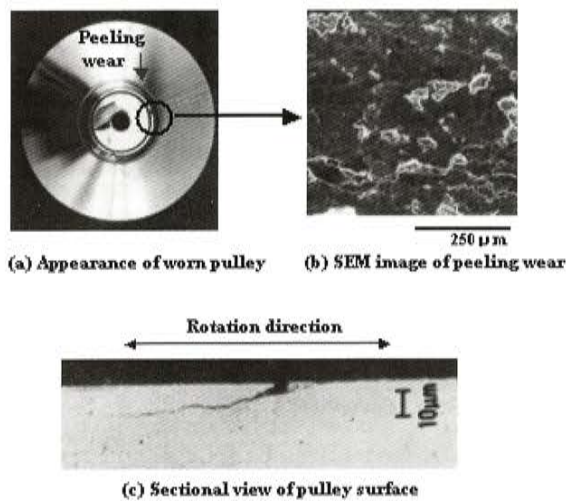 Peeling
wear
250 μm
(a) Appearance of worn pulley
(b) SEM image of peeling wear
Rotation direction
10μm
(c) Sectional view of pulley surface